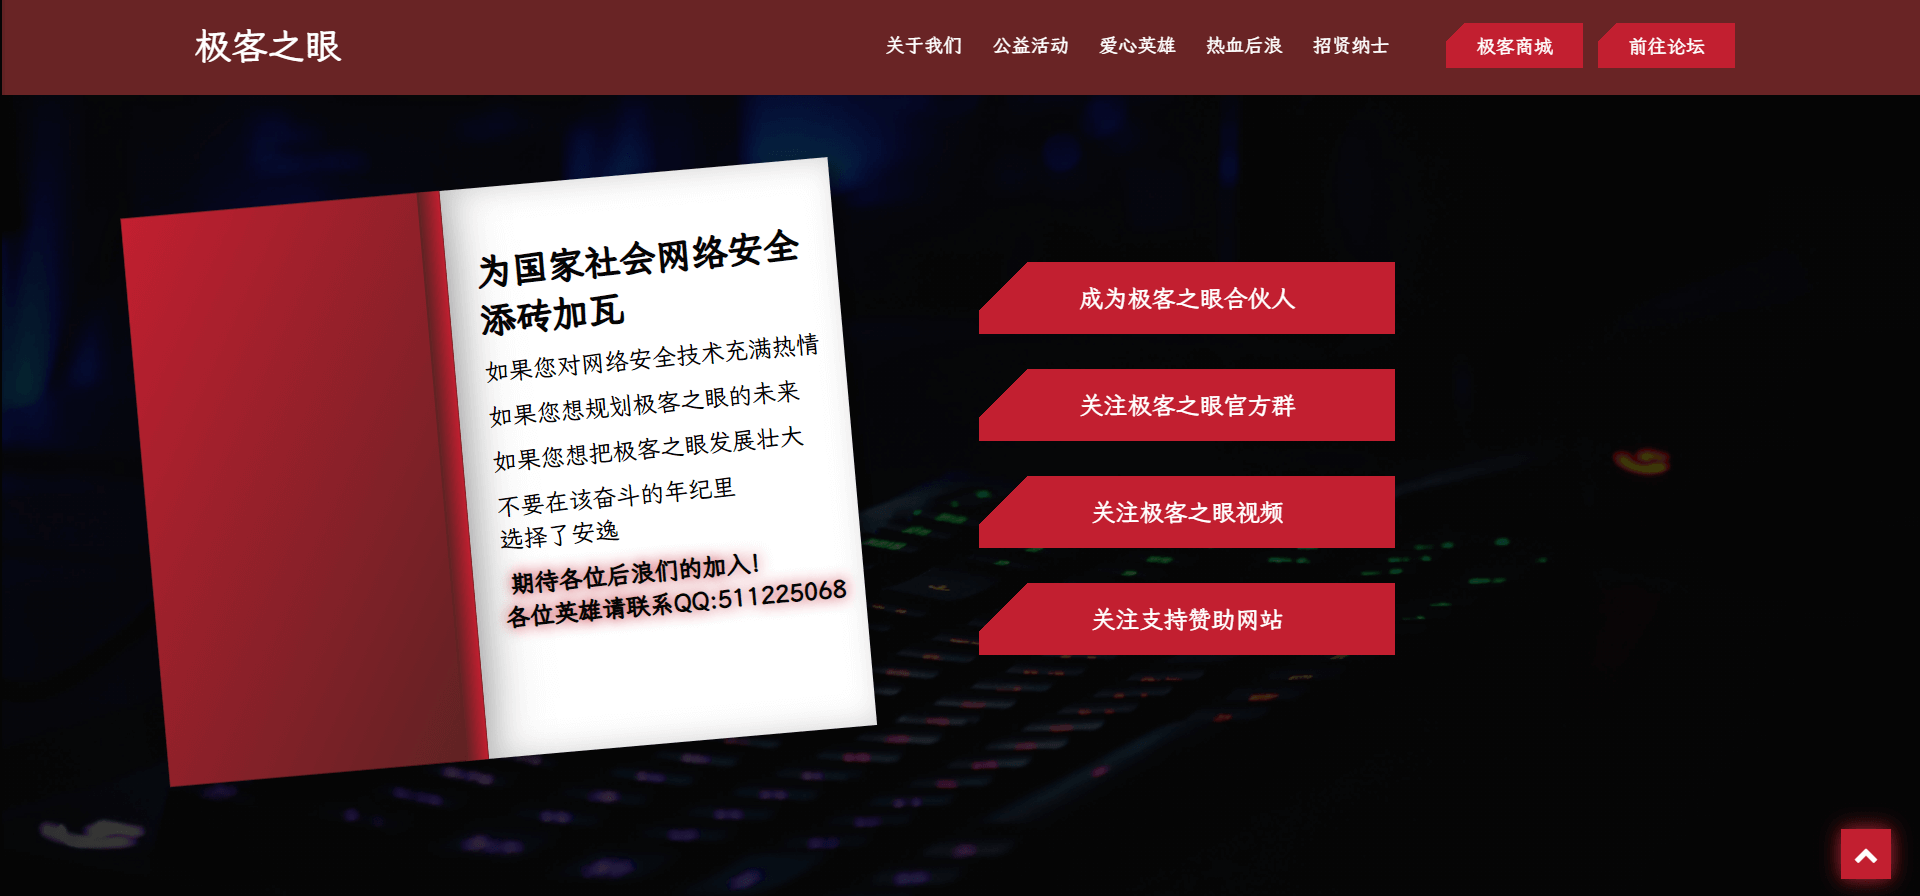 极客之眼
关于我们
公益活动
爱心英雄
热血后浪
招贤纳士
极客商城
前往论坛
为国家社会网络安全
添砖加瓦
如果您对网络安全技术充满热情
如果您想规划极客之眼的未来
如果您想把极客之眼发展壮大
不要在该奋斗的年纪里
选择了安逸
期待各位后浪们的加入!
各位英雄请联系QQ:511225068
成为极客之眼合伙人
关注极客之眼官方群
关注极客之眼视频
关注支持赞助网站